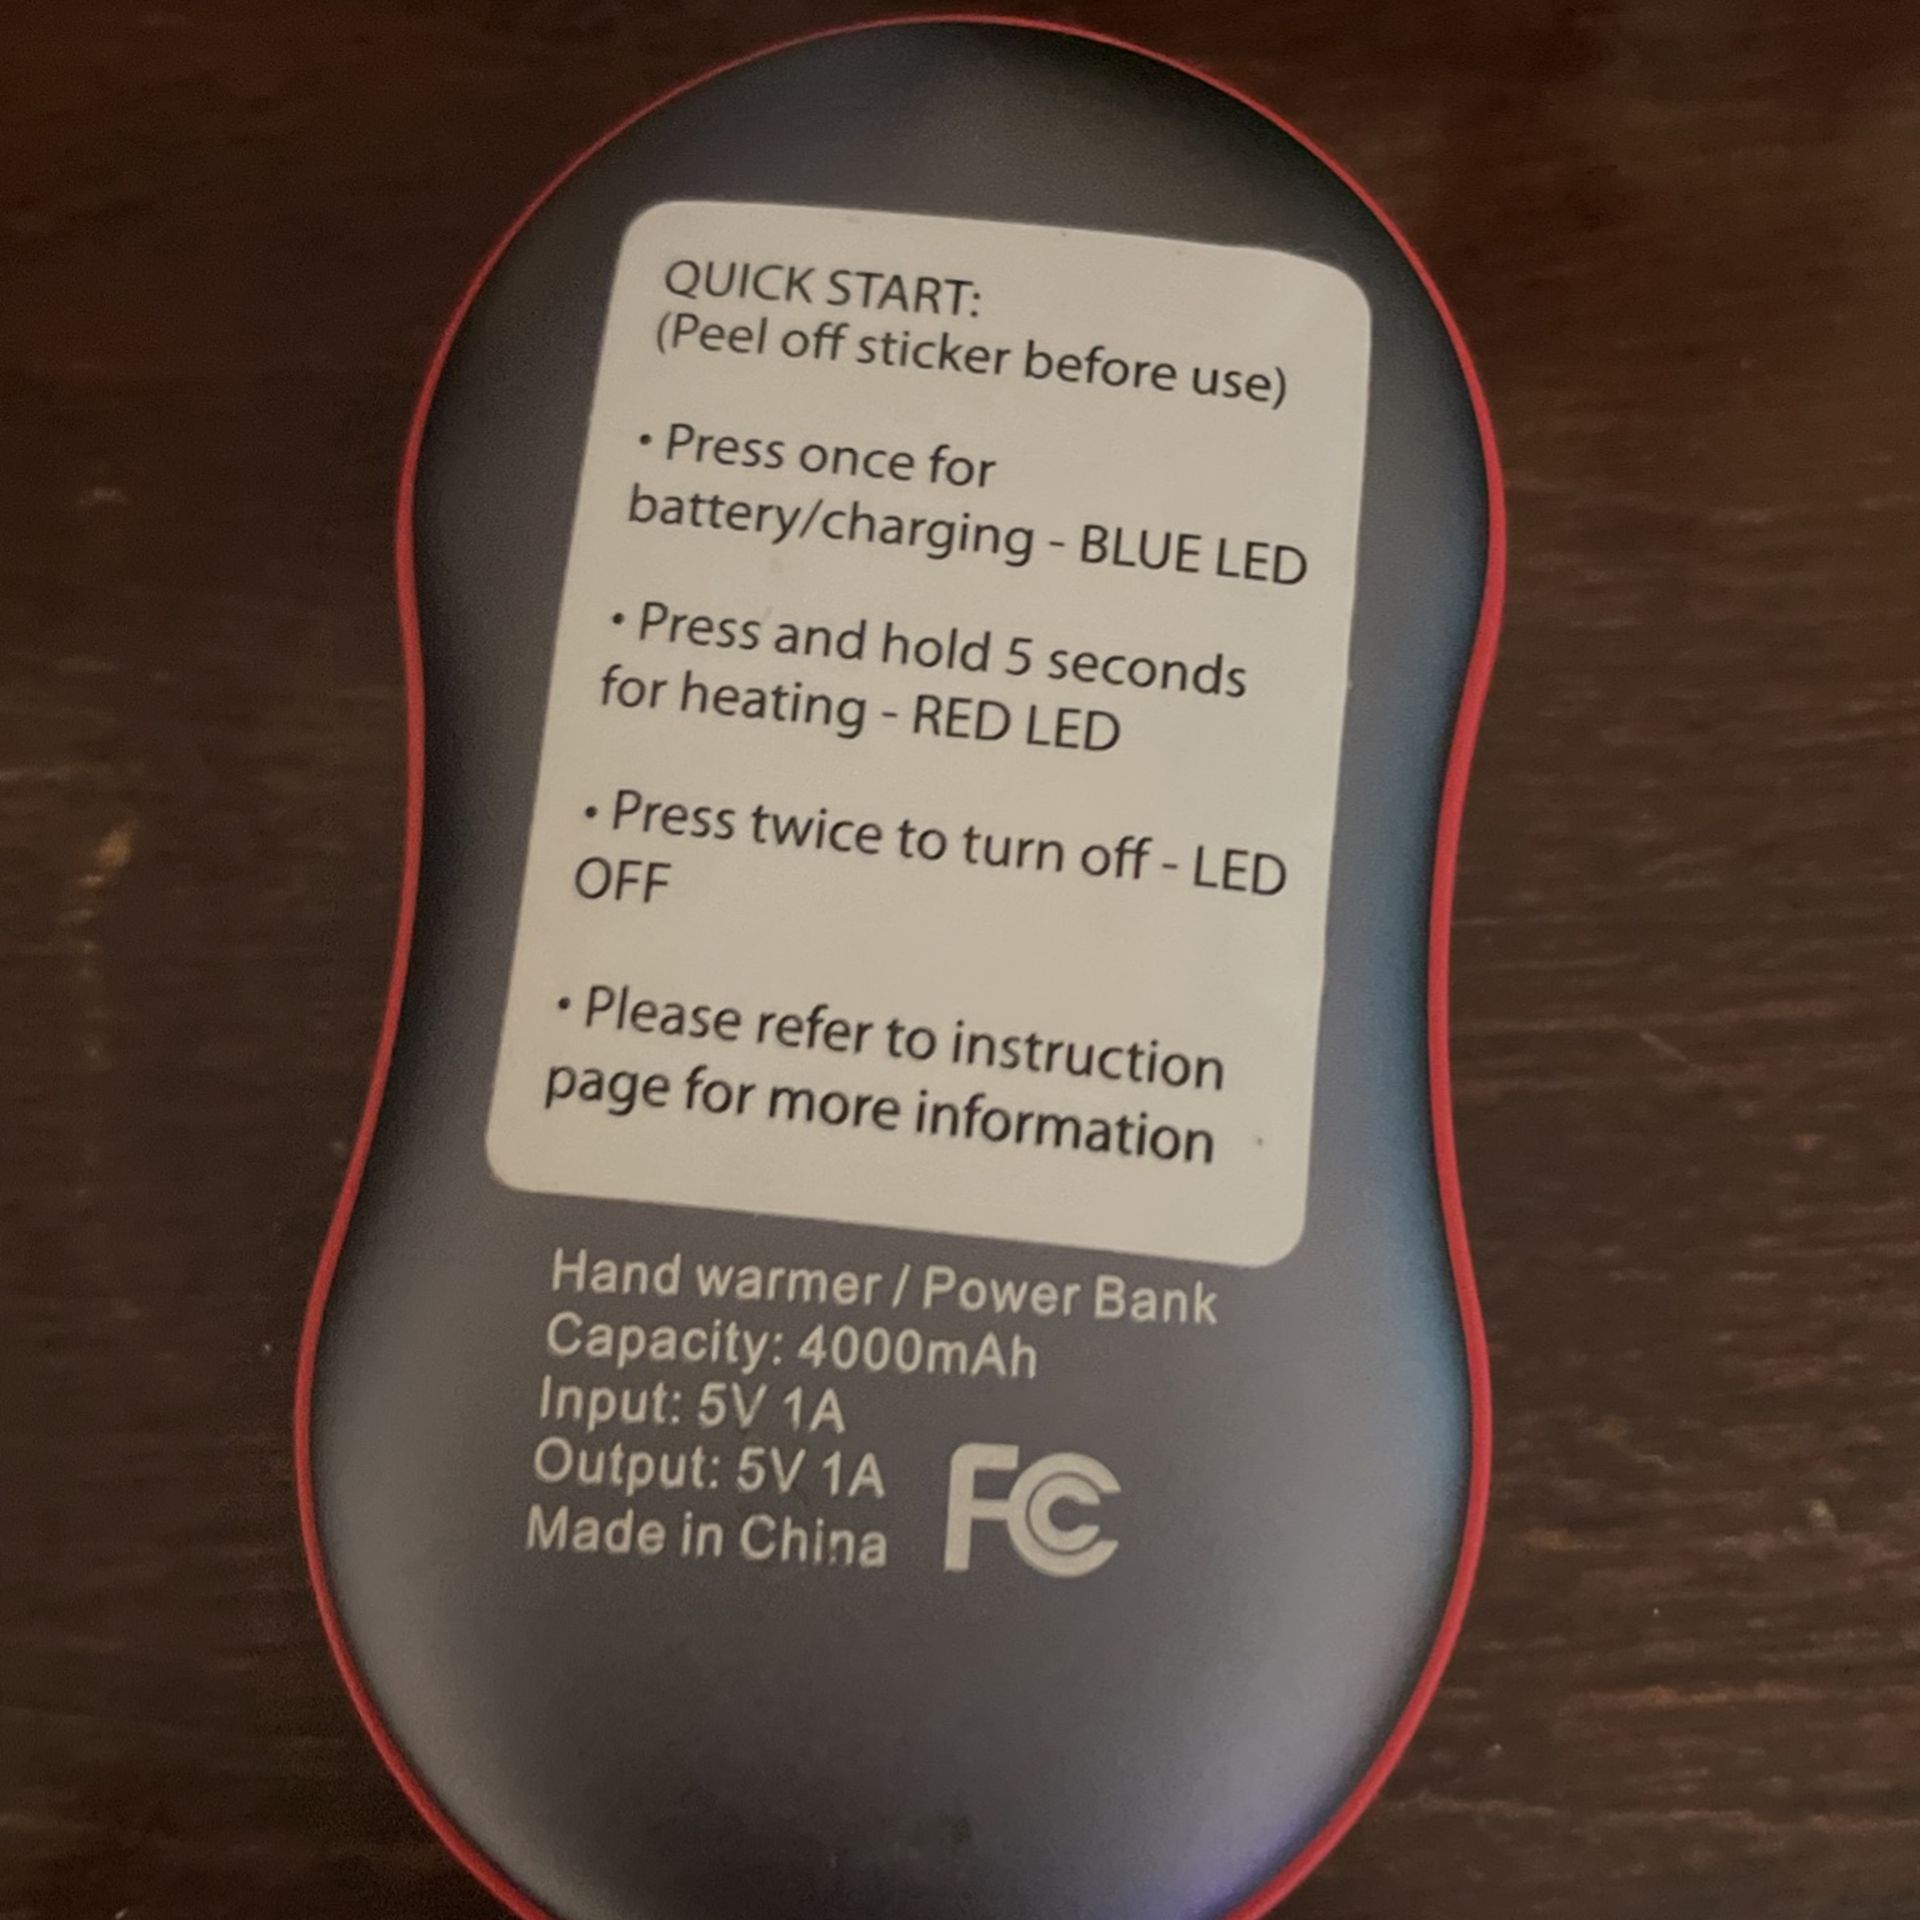 QUICK START:
(Peel off sticker before use)
• Press once for
battery/charging - BLUE LED
• Press and hold 5 seconds
for heating - RED LED
• Press twice to turn off - LED
OFF
• Please refer to instruction
page for more information
Hand warmer / Power Bank
Capacity: 4000mAh
Input: 5V 1A
Output: 5V 1A
Made in China
FC